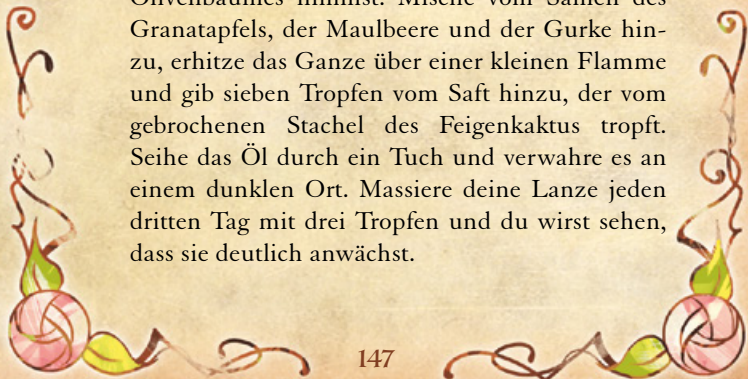 Olivenbaumes nimmst. Mische vom Samen des
Granatapfels, der Maulbeere und der Gurke hin-
zu, erhitze das Ganze über einer kleinen Flamme
und gib sieben Tropfen vom Saft hinzu, der vom
gebrochenen Stachel des Feigenkaktus tropft.
Seihe das Öl durch ein Tuch und verwahre es an
einem dunklen Ort. Massiere deine Lanze jeden
dritten Tag mit drei Tropfen und du wirst sehen,
dass sie deutlich anwächst.
147